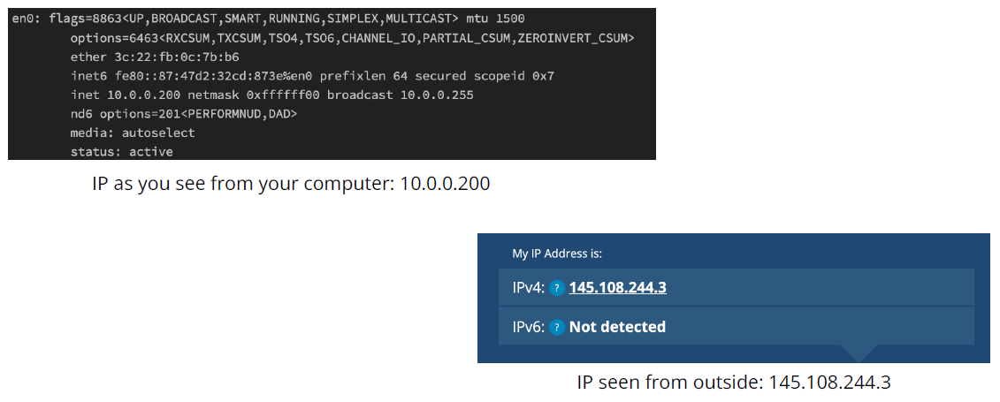 en0: flags=8863<UP,BROADCAST,SMART,RUNNING,SIMPLEX,MULTICAST> mtu 1500
options=6463<RXCSUM,TXCSUM,TSO4,TSO6,CHANNEL_IO,PARTIAL_CSUM,ZEROINVERT_CSUM>
ether 3c:22:fb:0c:7b:b6
inet6 fe80::87:47d2:32cd:873e%en0 prefixlen 64 secured scopeid 0x7
inet 10.0.0.200 netmask 0xffffff00 broadcast 10.0.0.255
nd6 options=201<PERFORMNUD,DAD>
media: autoselect
status: active
IP as you see from your computer: 10.0.0.200
My IP Address is:
IPv4: ? 145.108.244.3
IPv6: ? Not detected
IP seen from outside: 145.108.244.3